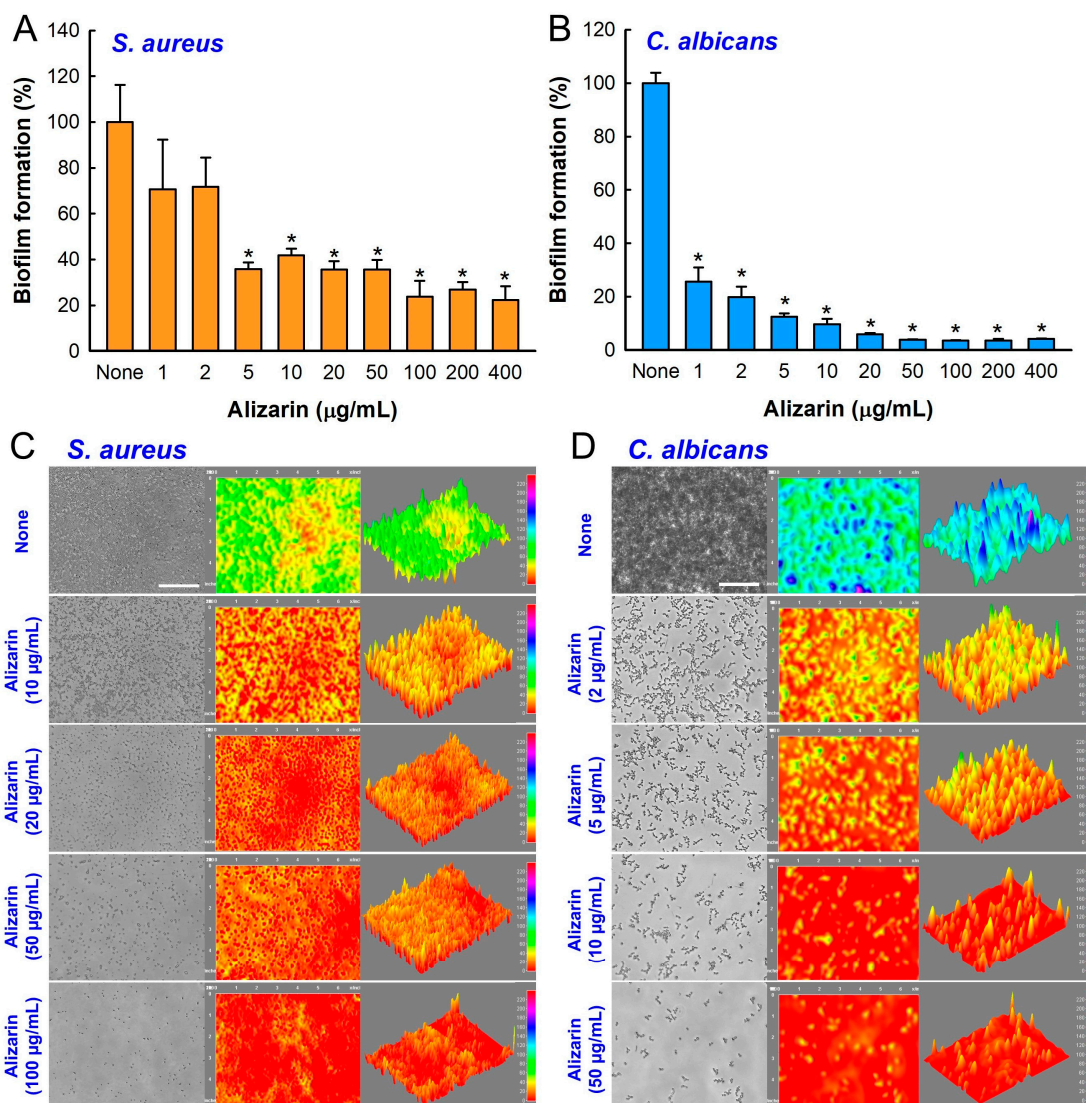 A
S. aureus
Biofilm formation (%)
140
120
100
80
60
40
20
0
* * * * * * *
None 1 2 5 10 20 50 100 200 400
Alizarin (μg/mL)
B
C. albicans
Biofilm formation (%)
120
100
80
60
40
20
0
* * * * * * * * *
None 1 2 5 10 20 50 100 200 400
Alizarin (μg/mL)
C
S. aureus
None
Alizarin
(10 μg/mL)
Alizarin
(20 μg/mL)
Alizarin
(50 μg/mL)
Alizarin
(100 μg/mL)
D
C. albicans
None
Alizarin
(2 μg/mL)
Alizarin
(5 μg/mL)
Alizarin
(10 μg/mL)
Alizarin
(50 μg/mL)